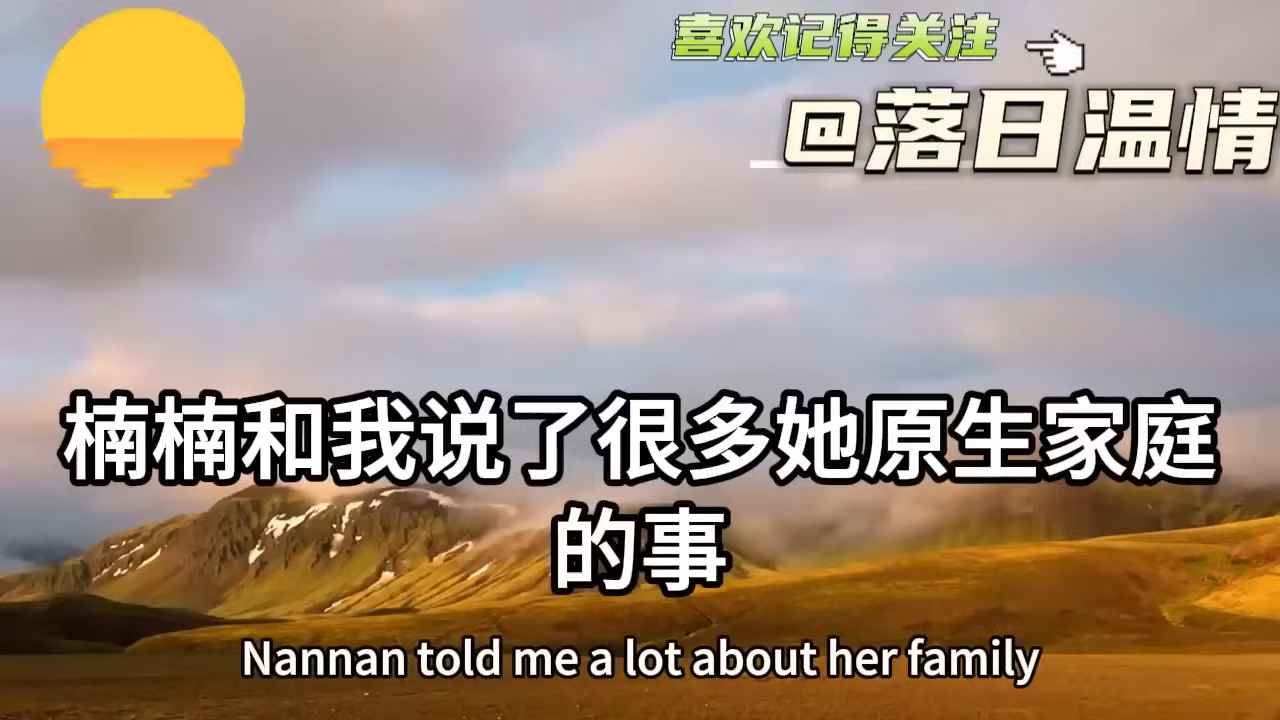 喜欢记得关注
@落日温情
楠楠和我说了很多她原生家庭
的事
Nannan told me a lot about her family